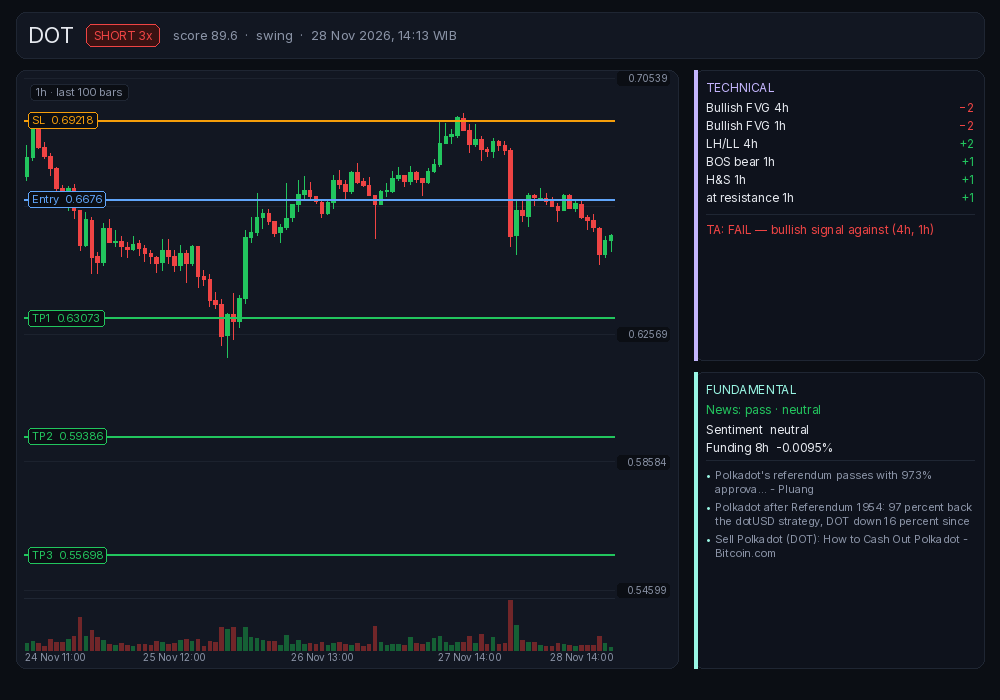 DOT SHORT 3x score 89.6 · swing · 28 Nov 2026, 14:13 WIB
1h · last 100 bars
0.70539
SL 0.69218
Entry 0.6676
TP1 0.63073
0.62569
TP2 0.59386
0.58584
TP3 0.55698
0.54599
24 Nov 11:00 25 Nov 12:00 26 Nov 13:00 27 Nov 14:00 28 Nov 14:00
TECHNICAL
Bullish FVG 4h −2
Bullish FVG 1h −2
LH/LL 4h +2
BOS bear 1h +1
H&S 1h +1
at resistance 1h +1
TA: FAIL — bullish signal against (4h, 1h)
FUNDAMENTAL
News: pass · neutral
Sentiment neutral
Funding 8h -0.0095%
• Polkadot's referendum passes with 97.3%
approva... - Pluang
• Polkadot after Referendum 1954: 97 percent back
the dotUSD strategy, DOT down 16 percent since
• Sell Polkadot (DOT): How to Cash Out Polkadot -
Bitcoin.com